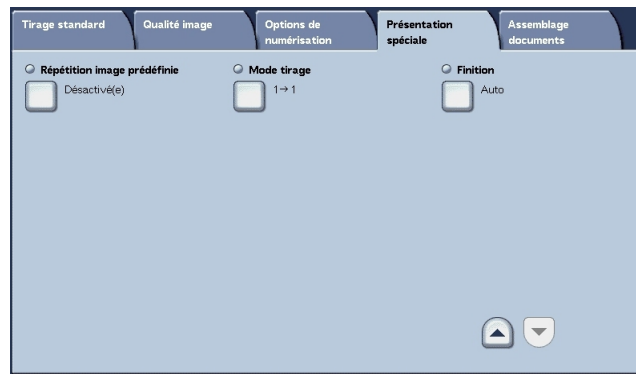 Tirage standard
Qualité image
Options de
numérisation
Présentation
spéciale
Assemblage
documents
Répétition image prédéfinie
Désactivé(e)
Mode tirage
1→1
Finition
Auto